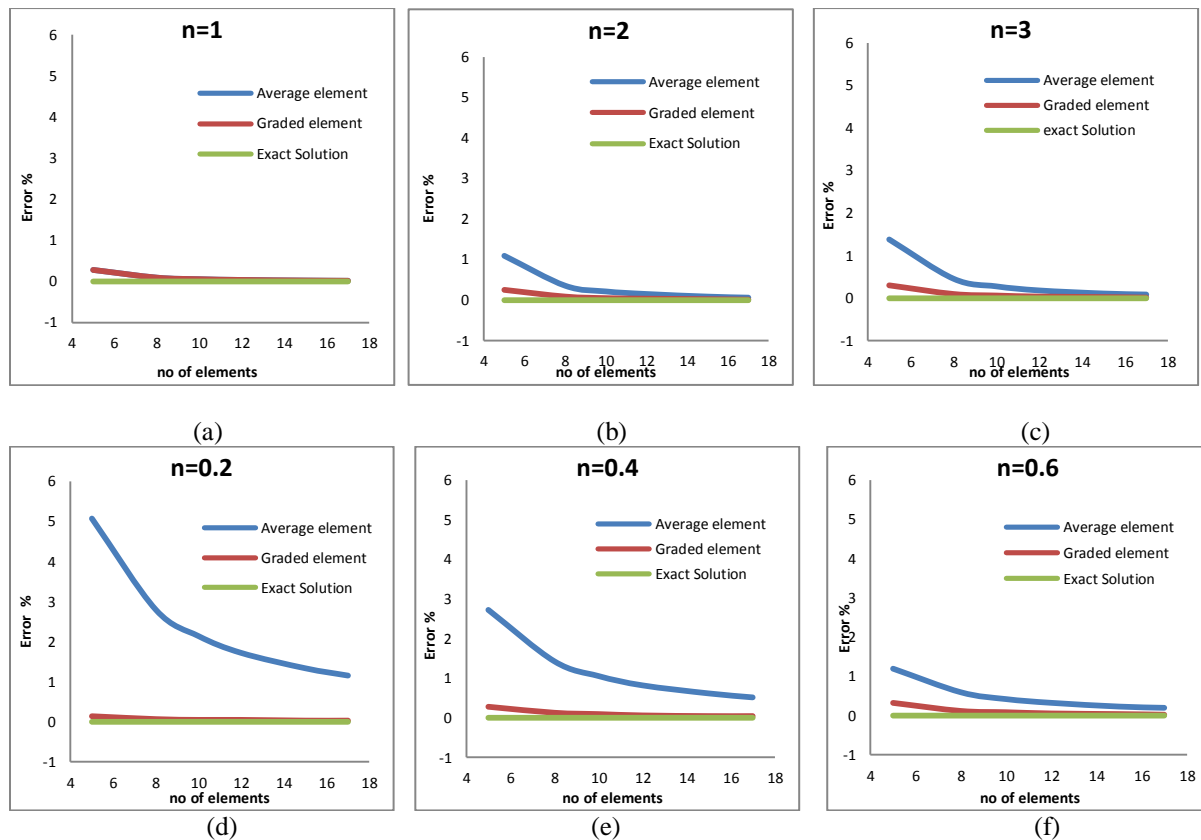 n=1
6
5
4
3
2
1
0
-1
Error %
Average element
Graded element
Exact Solution
4 6 8 10 12 14 16 18
no of elements
(a)
n=2
6
5
4
3
2
1
0
-1
Error %
Average element
Graded element
Exact Solution
4 6 8 10 12 14 16 18
no of elements
(b)
n=3
6
5
4
3
2
1
0
-1
Error %
Average element
Graded element
exact Solution
4 6 8 10 12 14 16 18
no of elements
(c)
n=0.2
6
5
4
3
2
1
0
-1
Error %
Average element
Graded element
Exact Solution
4 6 8 10 12 14 16 18
no of elements
(d)
n=0.4
6
5
4
3
2
1
0
-1
Error %
Average element
Graded element
Exact Solution
4 6 8 10 12 14 16 18
no of elements
(e)
n=0.6
6
5
4
3
2
1
0
-1
Error %
Average element
Graded element
Exact Solution
4 6 8 10 12 14 16 18
no of elements
(f)